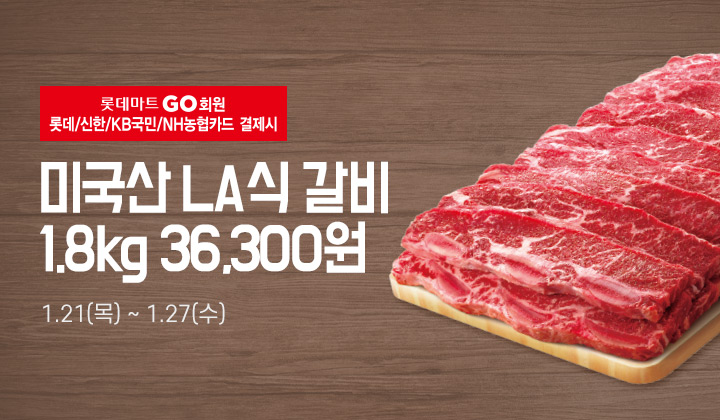 롯데마트 GO회원
롯데/신한/KB국민/NH농협카드 결제시
미국산 LA식 갈비
1.8kg 36,300원
1.21(목) ~ 1.27(수)